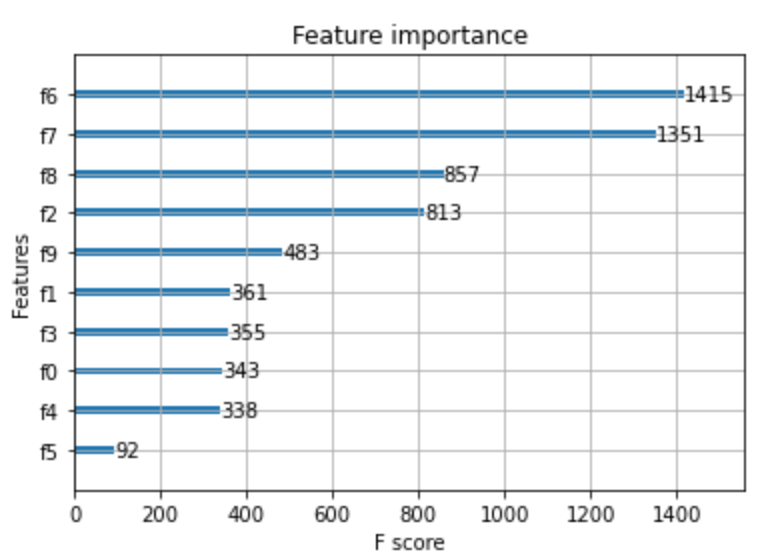 Feature importance
f6 1415
f7 1351
f8 857
f2 813
f9 483
f1 361
f3 355
f0 343
f4 338
f5 92
Features
0 200 400 600 800 1000 1200 1400
F score